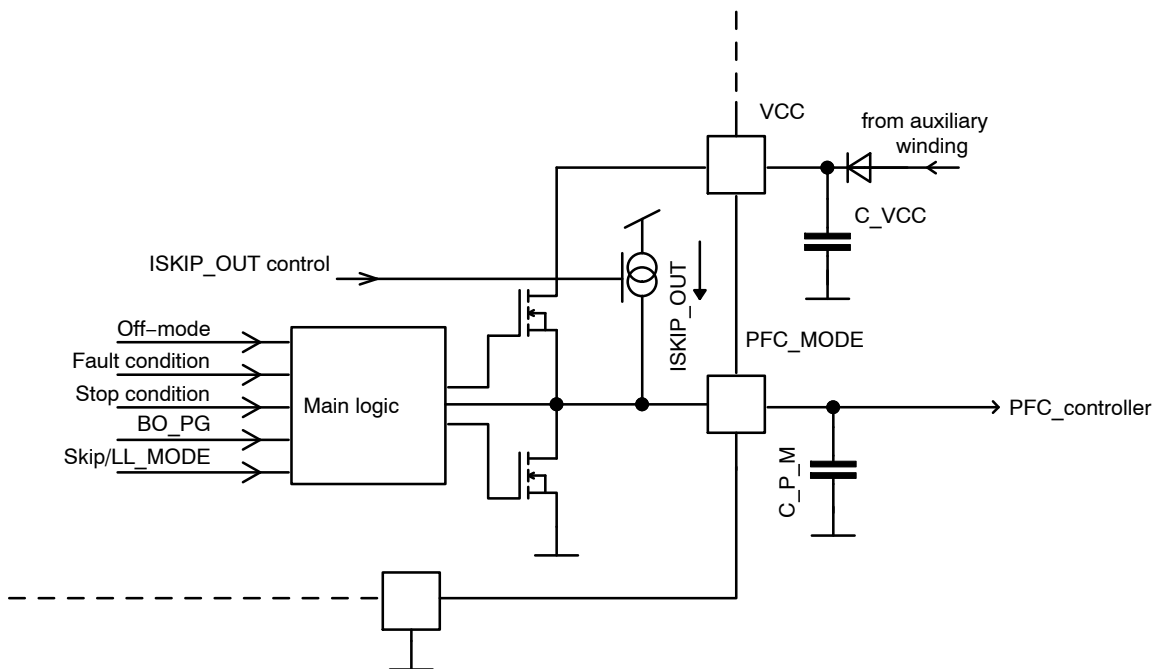 VCC
from auxiliary
winding
C_VCC
ISKIP_OUT control
ISKIP_OUT
PFC_MODE
Off−mode
Fault condition
Stop condition
BO_PG
Skip/LL_MODE
Main logic
PFC_controller
C_P_M